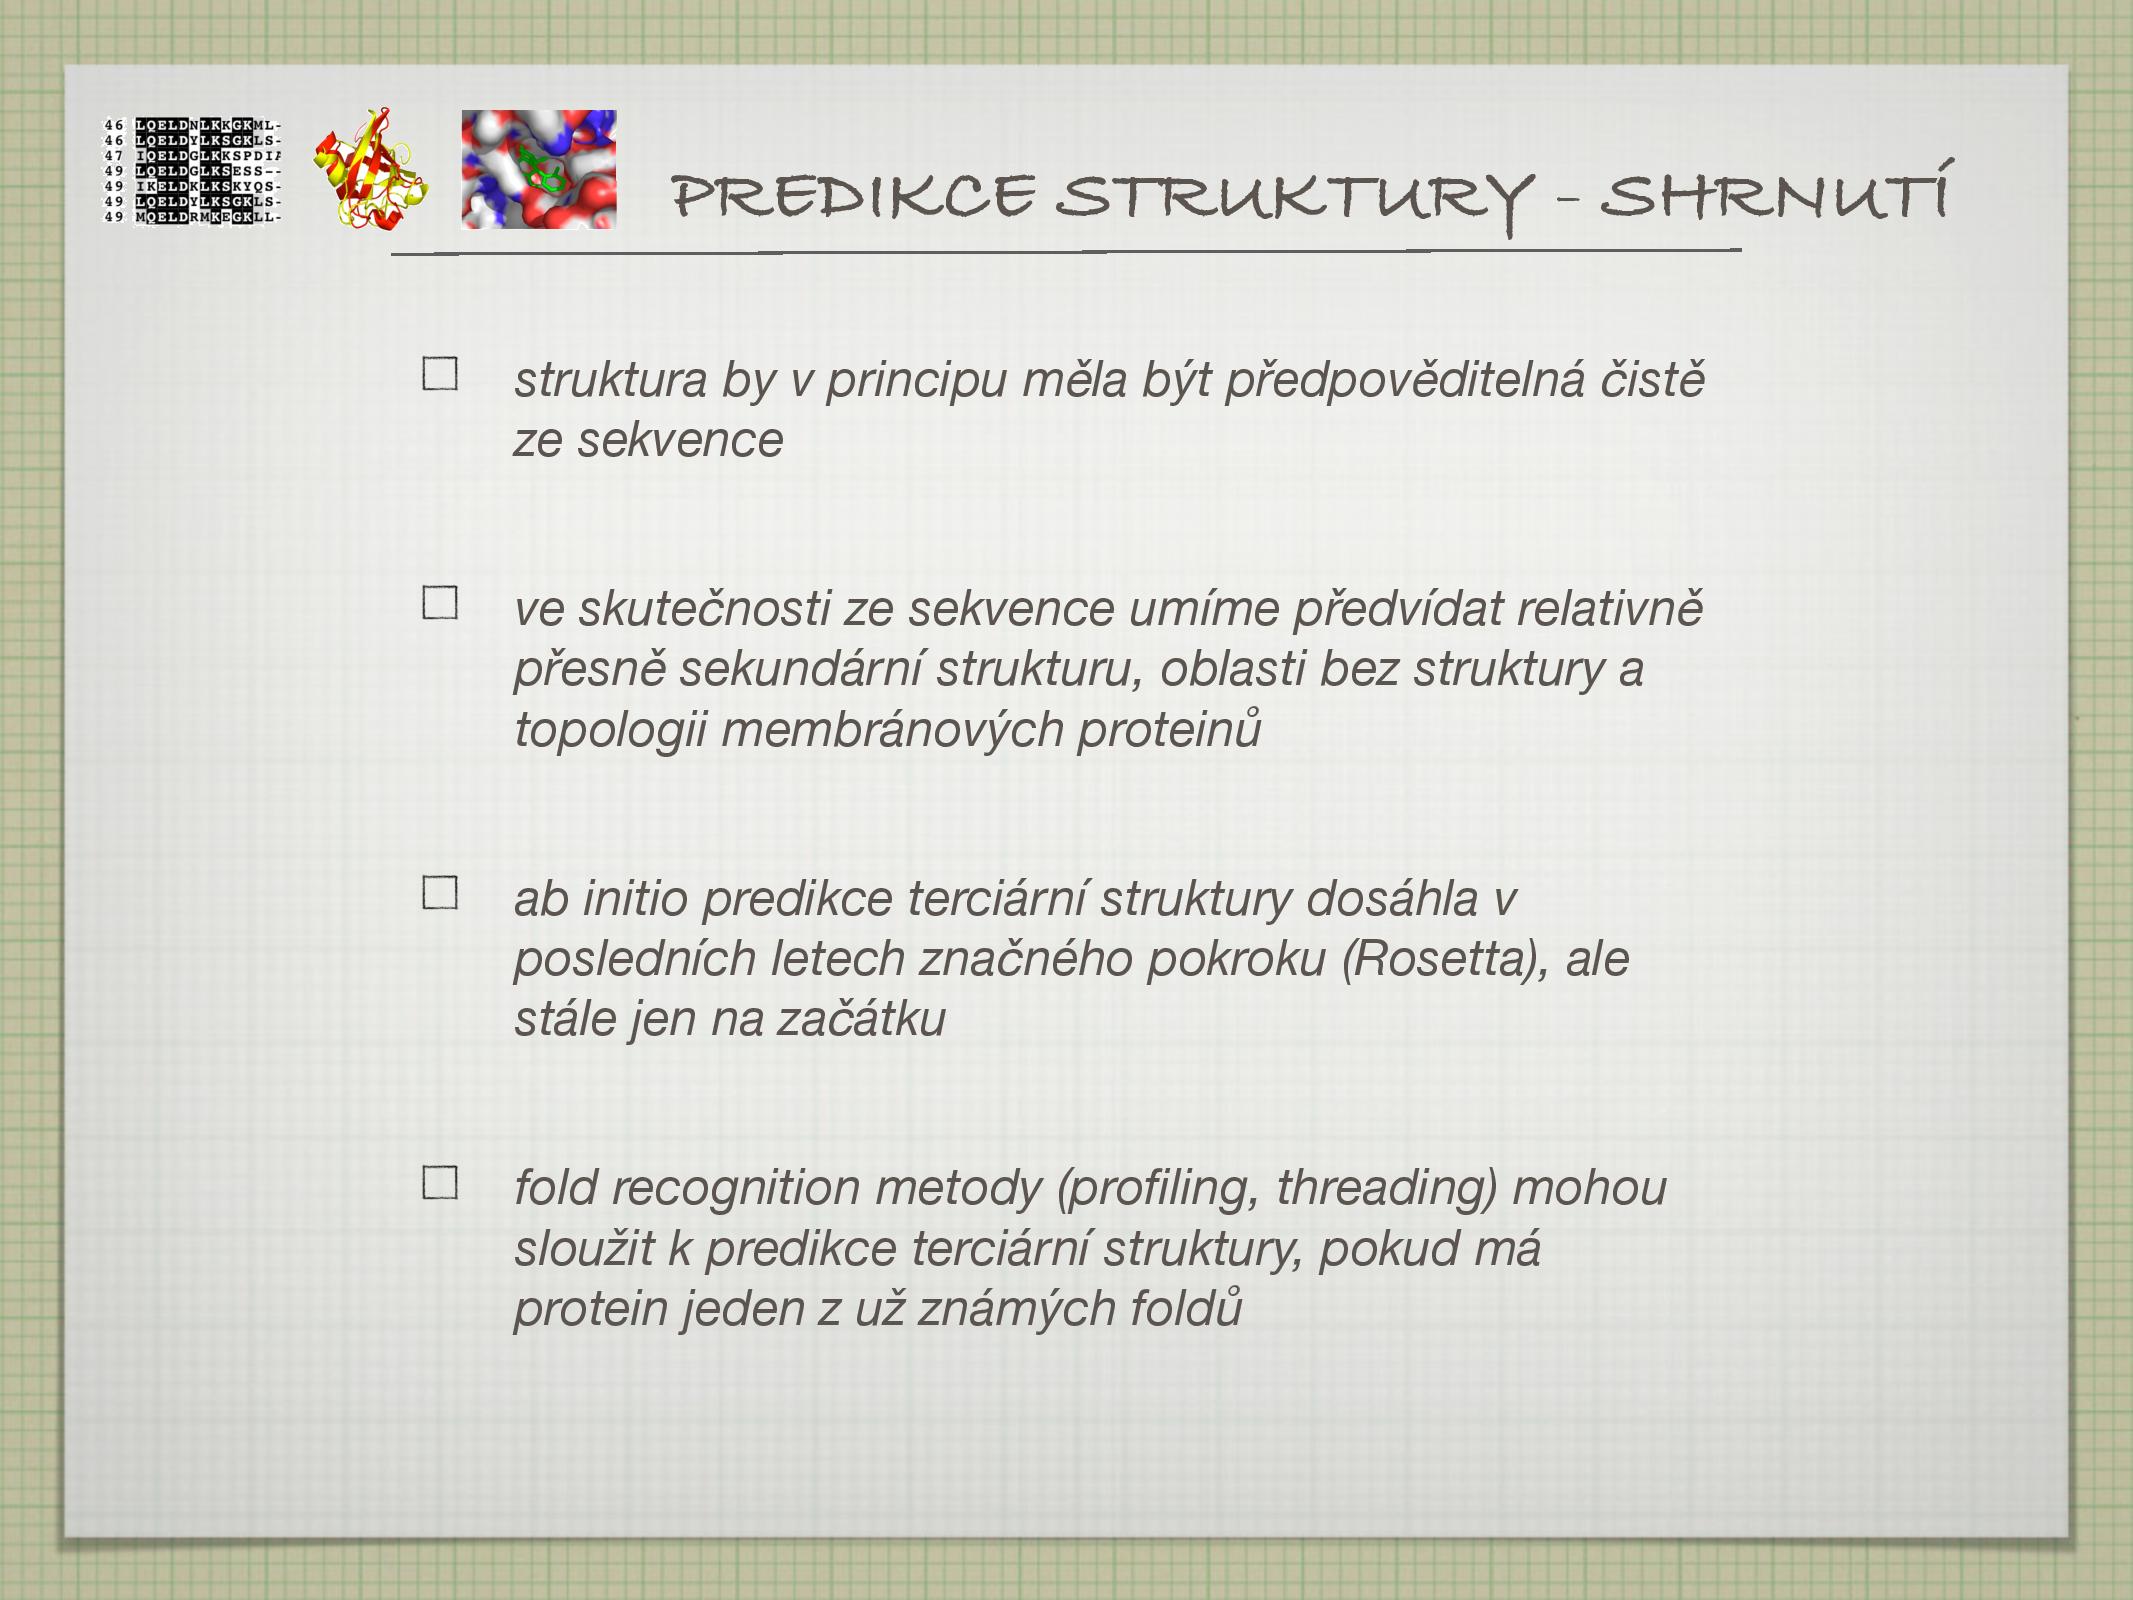 46 LQELDNLKKGKML-
46 LQELDYLKSGKLS-
47 IQELDGLKKSPDIA
49 LQELDGLKSESS--
49 IKELDKLKSKYQS-
49 LQELDYLKSGKLS-
49 MQELDRMKEGKLL-
PREDIKCE STRUKTURY - SHRNUTÍ
struktura by v principu měla být předpověditelná čistě
ze sekvence
ve skutečnosti ze sekvence umíme předvídat relativně
přesně sekundární strukturu, oblasti bez struktury a
topologii membránových proteinů
ab initio predikce terciární struktury dosáhla v
posledních letech značného pokroku (Rosetta), ale
stále jen na začátku
fold recognition metody (profiling, threading) mohou
sloužit k predikce terciární struktury, pokud má
protein jeden z už známých foldů